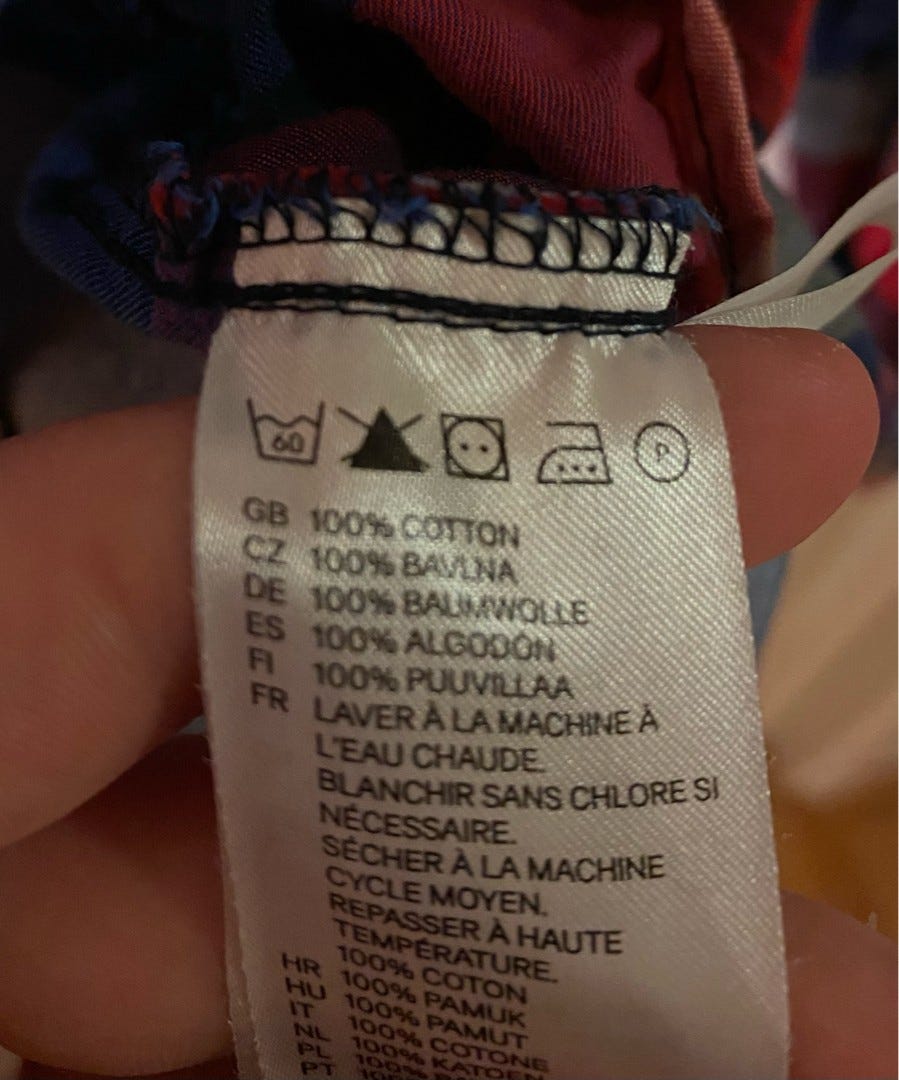 60
P
GB 100% COTTON
CZ 100% BAVLNA
DE 100% BAUMWOLLE
ES 100% ALGODÓN
FI 100% PUUVILLAA
FR LAVER À LA MACHINE À
L'EAU CHAUDE.
BLANCHIR SANS CHLORE SI
NÉCESSAIRE.
SÉCHER À LA MACHINE
CYCLE MOYEN.
REPASSER À HAUTE
TEMPÉRATURE.
100% COTON
HR 100% PAMUK
HU 100% PAMUT
IT 100% COTONE
NL 100% KATOEN
PL 100%
PT